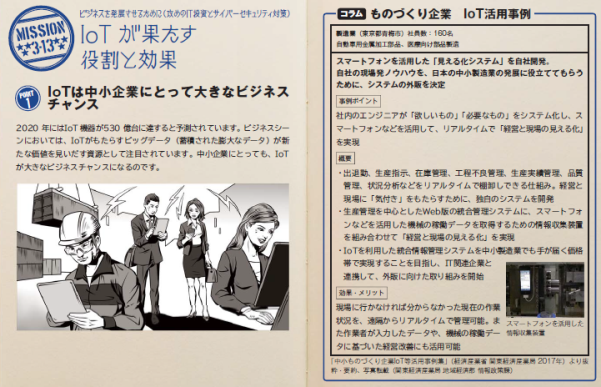 MISSION
3-13
ビジネスを発展させるために（攻めのIT投資とサイバーセキュリティ対策）
IoT が果たす
役割と効果
POINT
1
IoTは中小企業にとって大きなビジネス
チャンス
2020 年にはIoT機器が530 億台に達すると予測されています。ビジネスシー
ンにおいては、IoTがもたらすビッグデータ（蓄積された膨大なデータ）が新
たな価値を見いだす資源として注目されています。中小企業にとっても、IoT
が大きなビジネスチャンスになるのです。
コラム ものづくり企業 IoT活用事例
製造業（東京都青梅市）社員数：160名
自動車用金属加工部品、医療向け部品製造
スマートフォンを活用した「見える化システム」を自社開発。
自社の現場発ノウハウを、日本の中小製造業の発展に役立ててもらう
ために、システムの外販を決定
事例ポイント
社内のエンジニアが「欲しいもの」「必要なもの」をシステム化し、ス
マートフォンなどを活用して、リアルタイムで「経営と現場の見える化」
を実現
概要
・出退勤、生産指示、在庫管理、工程不良管理、生産実績管理、品質
管理、状況分析などをリアルタイムで棚卸しできる仕組み。経営と
現場に「気付き」をもたらすために、独自のシステムを開発
・生産管理を中心としたWeb版の統合管理システムに、スマートフォ
ンなどを活用した機械の稼働データを取得するための情報収集装置
を組み合わせて「経営と現場の見える化」を実現
・IoTを利用した統合情報管理システムを中小製造業でも手が届く価格
帯で実現することを目指し、IT関連企業と
連携して、外販に向けた取り組みを開始
効果・メリット
現場に行かなければ分からなかった現在の作業
状況を、遠隔からリアルタイムで管理可能。ま
た作業者が入力したデータや、機械の稼働デー
タに基づいた経営改善にも活用可能
スマートフォンを活用した
情報収集装置
「中小ものづくり企業IoT等活用事例集」（経済産業省 関東経済産業局 2017年）より抜
粋・要約、写真転載（関東経済産業局 地域経済部 情報政策課）